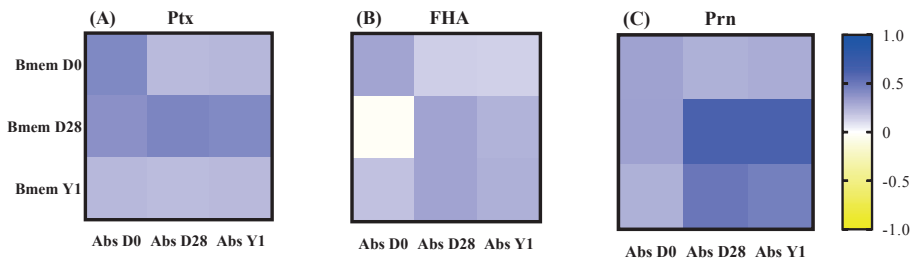 (A) Ptx
(B) FHA
(C) Prn
Bmem D0
Bmem D28
Bmem Y1
Abs D0 Abs D28 Abs Y1
Abs D0 Abs D28 Abs Y1
Abs D0 Abs D28 Abs Y1
1.0
0.5
0
-0.5
-1.0